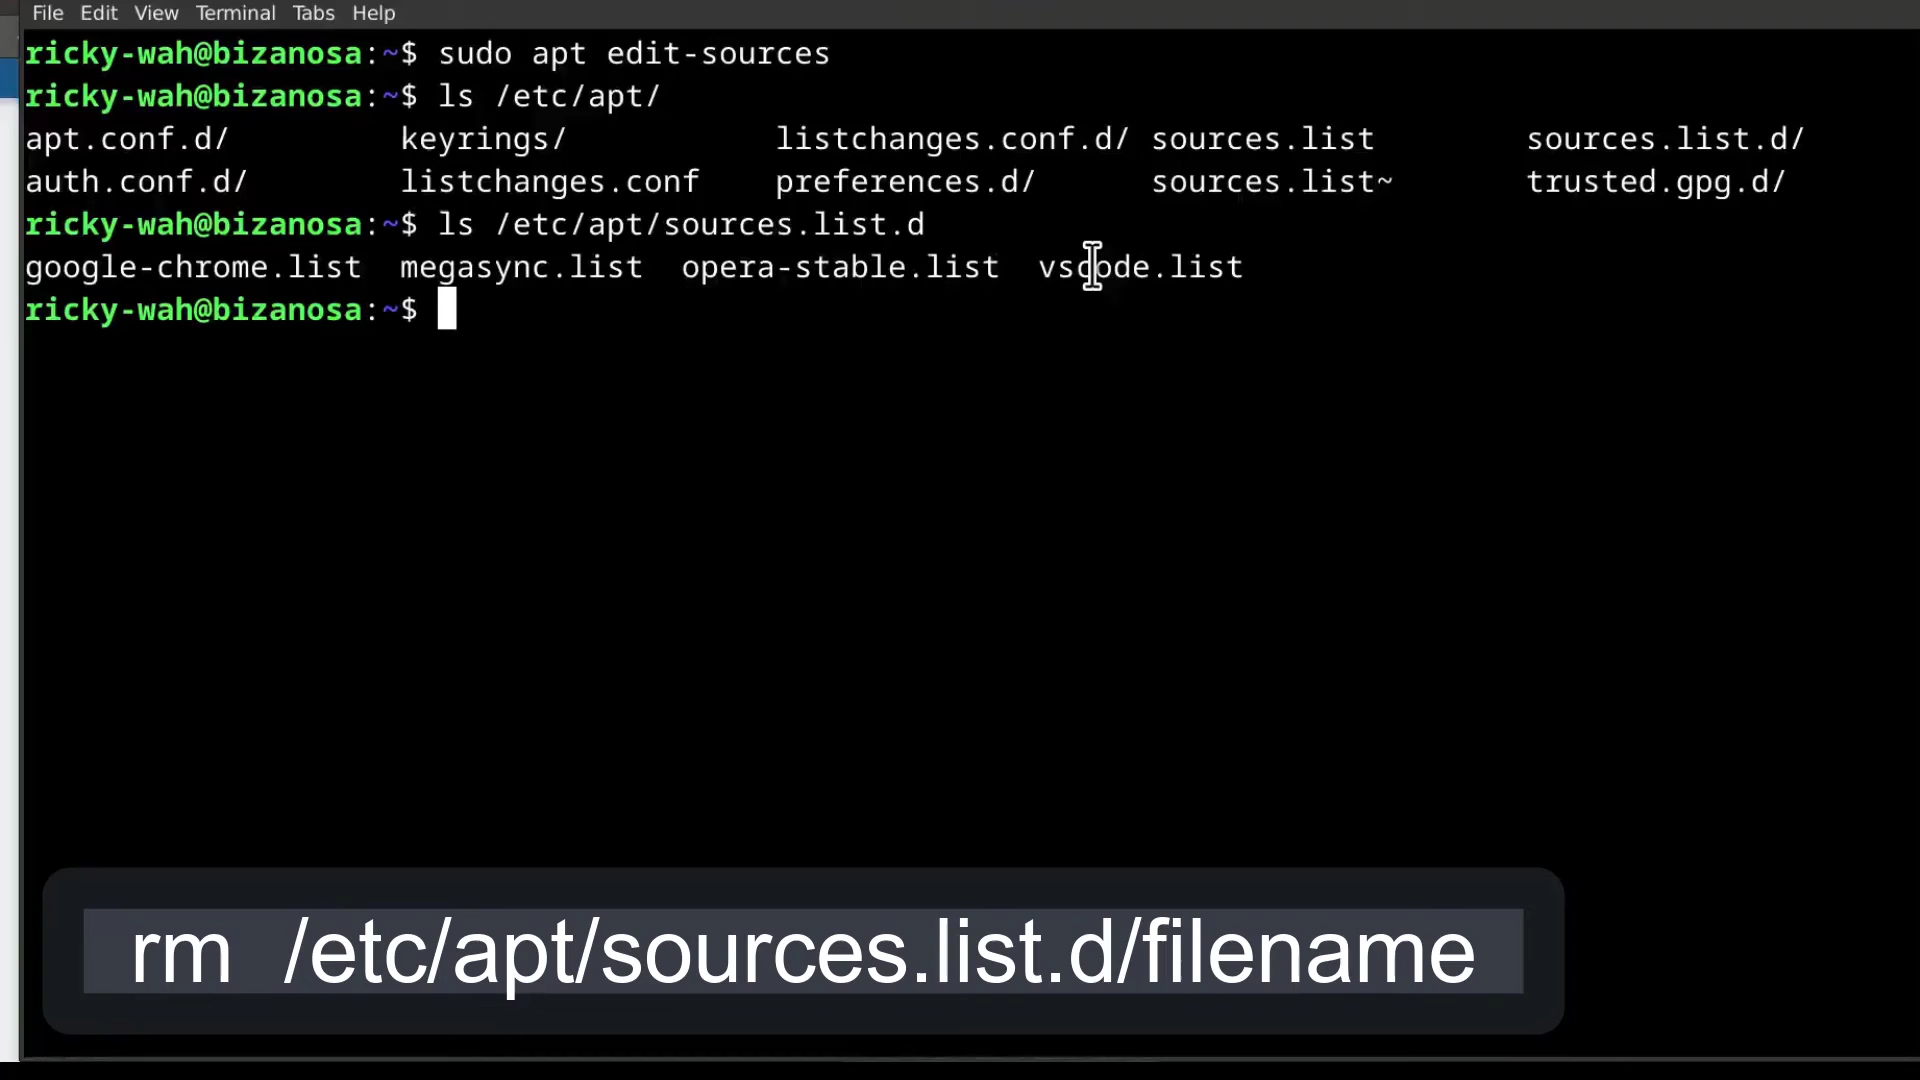 File Edit View Terminal Tabs Help
ricky-wah@bizanosa:~$ sudo apt edit-sources
ricky-wah@bizanosa:~$ ls /etc/apt/
apt.conf.d/ keyrings/ listchanges.conf.d/ sources.list sources.list.d/
auth.conf.d/ listchanges.conf preferences.d/ sources.list~ trusted.gpg.d/
ricky-wah@bizanosa:~$ ls /etc/apt/sources.list.d
google-chrome.list megasync.list opera-stable.list vscode.list
ricky-wah@bizanosa:~$
rm /etc/apt/sources.list.d/filename